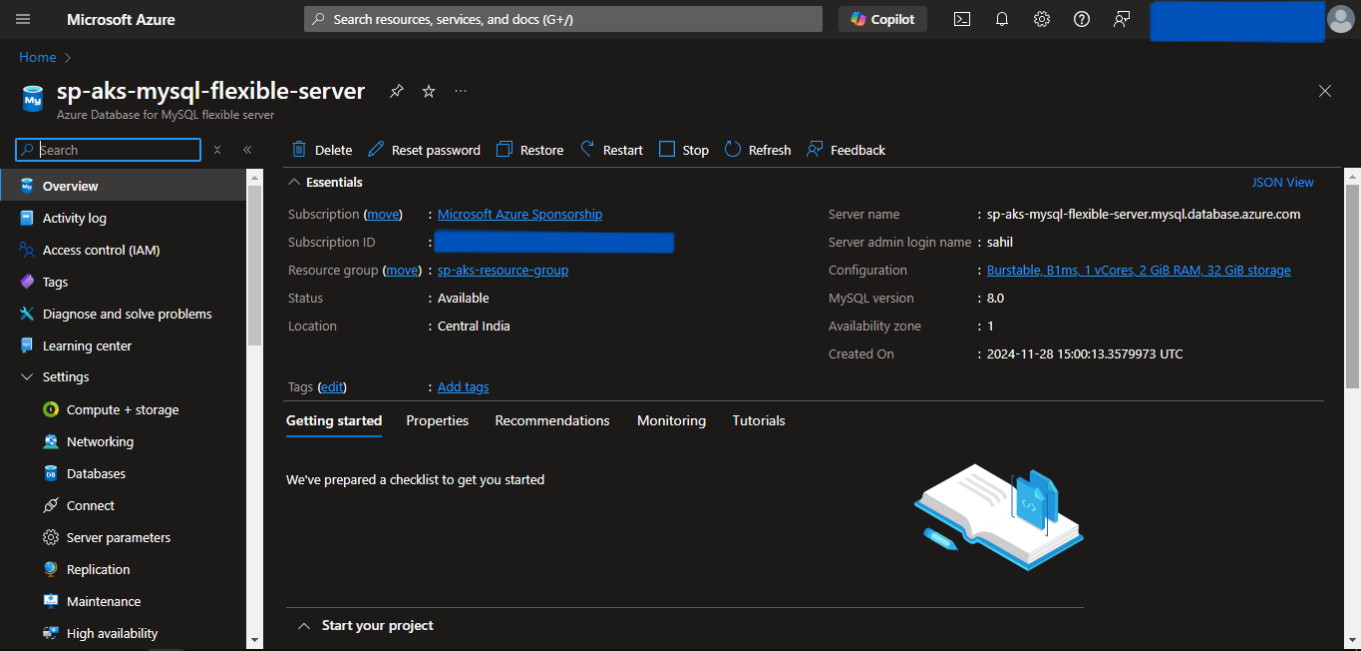 Microsoft Azure
Search resources, services, and docs (G+/)
Copilot
Home
My
sp-aks-mysql-flexible-server
Azure Database for MySQL flexible server
Search
Delete
Reset password
Restore
Restart
Stop
Refresh
Feedback
Overview
Activity log
Access control (IAM)
Tags
Diagnose and solve problems
Learning center
Settings
Compute + storage
Networking
Databases
Connect
Server parameters
Replication
Maintenance
High availability
Essentials
JSON View
Subscription (move) : Microsoft Azure Sponsorship
Subscription ID :
Resource group (move) : sp-aks-resource-group
Status : Available
Location : Central India
Server name : sp-aks-mysql-flexible-server.mysql.database.azure.com
Server admin login name : sahil
Configuration : Burstable, B1ms, 1 vCores, 2 GiB RAM, 32 GiB storage
MySQL version : 8.0
Availability zone : 1
Created On : 2024-11-28 15:00:13.3579973 UTC
Tags (edit) : Add tags
Getting started
Properties
Recommendations
Monitoring
Tutorials
We've prepared a checklist to get you started
</>
Start your project